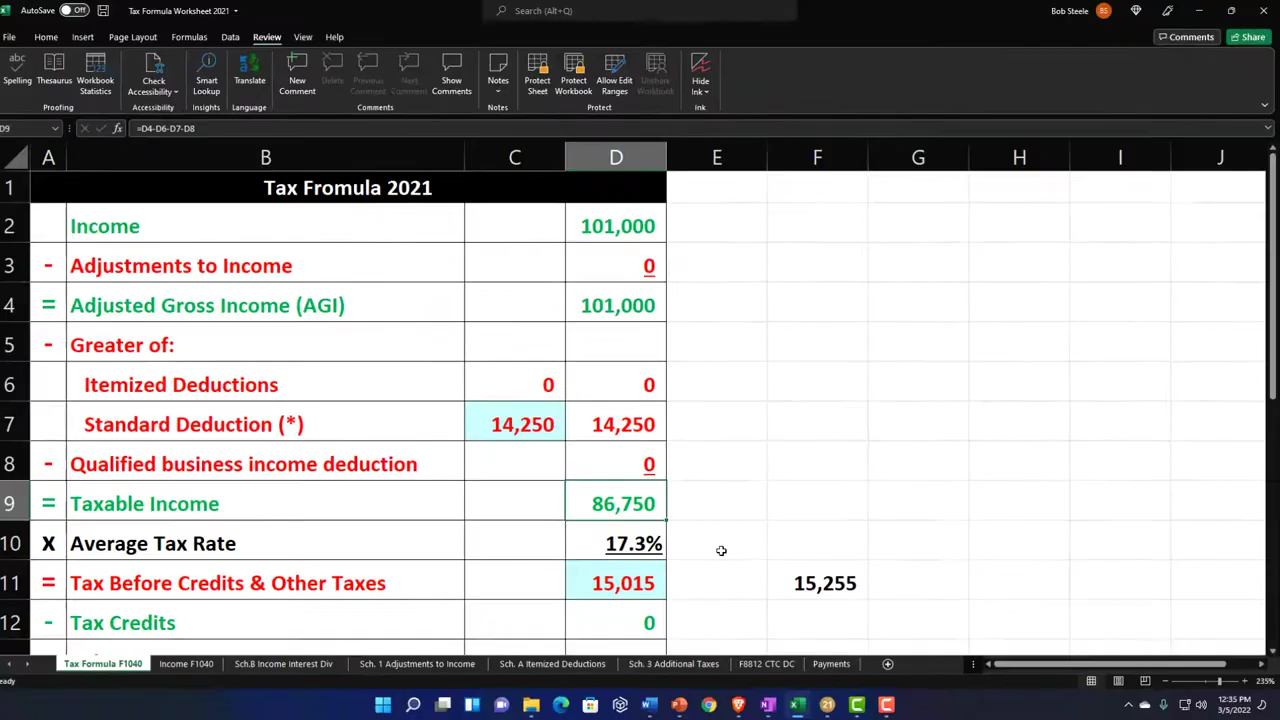 AutoSave Off Tax Formula Worksheet 2021 Search (Alt+Q) Bob Steele BS
File Home Insert Draw Page Layout Formulas Data Review View Help Comments Share
Spelling Thesaurus Workbook Statistics Check Accessibility Smart Lookup Translate New Comment Delete Previous Comment Next Comment Show Comments Notes Protect Sheet Protect Workbook Allow Edit Ranges Unshare Workbook Hide Ink
Proofing Accessibility Insights Language Comments Notes Protect Ink
D9 fx =D4-D6-D7-D8
A B C D E F G H I J
1 Tax Fromula 2021
2 Income 101,000
3 - Adjustments to Income 0
4 = Adjusted Gross Income (AGI) 101,000
5 - Greater of:
6 Itemized Deductions 0 0
7 Standard Deduction (*) 14,250 14,250
8 - Qualified business income deduction 0
9 = Taxable Income 86,750
10 X Average Tax Rate 17.3%
11 = Tax Before Credits & Other Taxes 15,015 15,255
12 - Tax Credits 0
Tax Formula F1040 Income F1040 Sch.B Income Interest Div Sch. 1 Adjustments to Income Sch. A Itemized Deductions Sch. 3 Additional Taxes F8812 CTC DC Payments
eady 235%
21 12:35 PM
3/5/2022